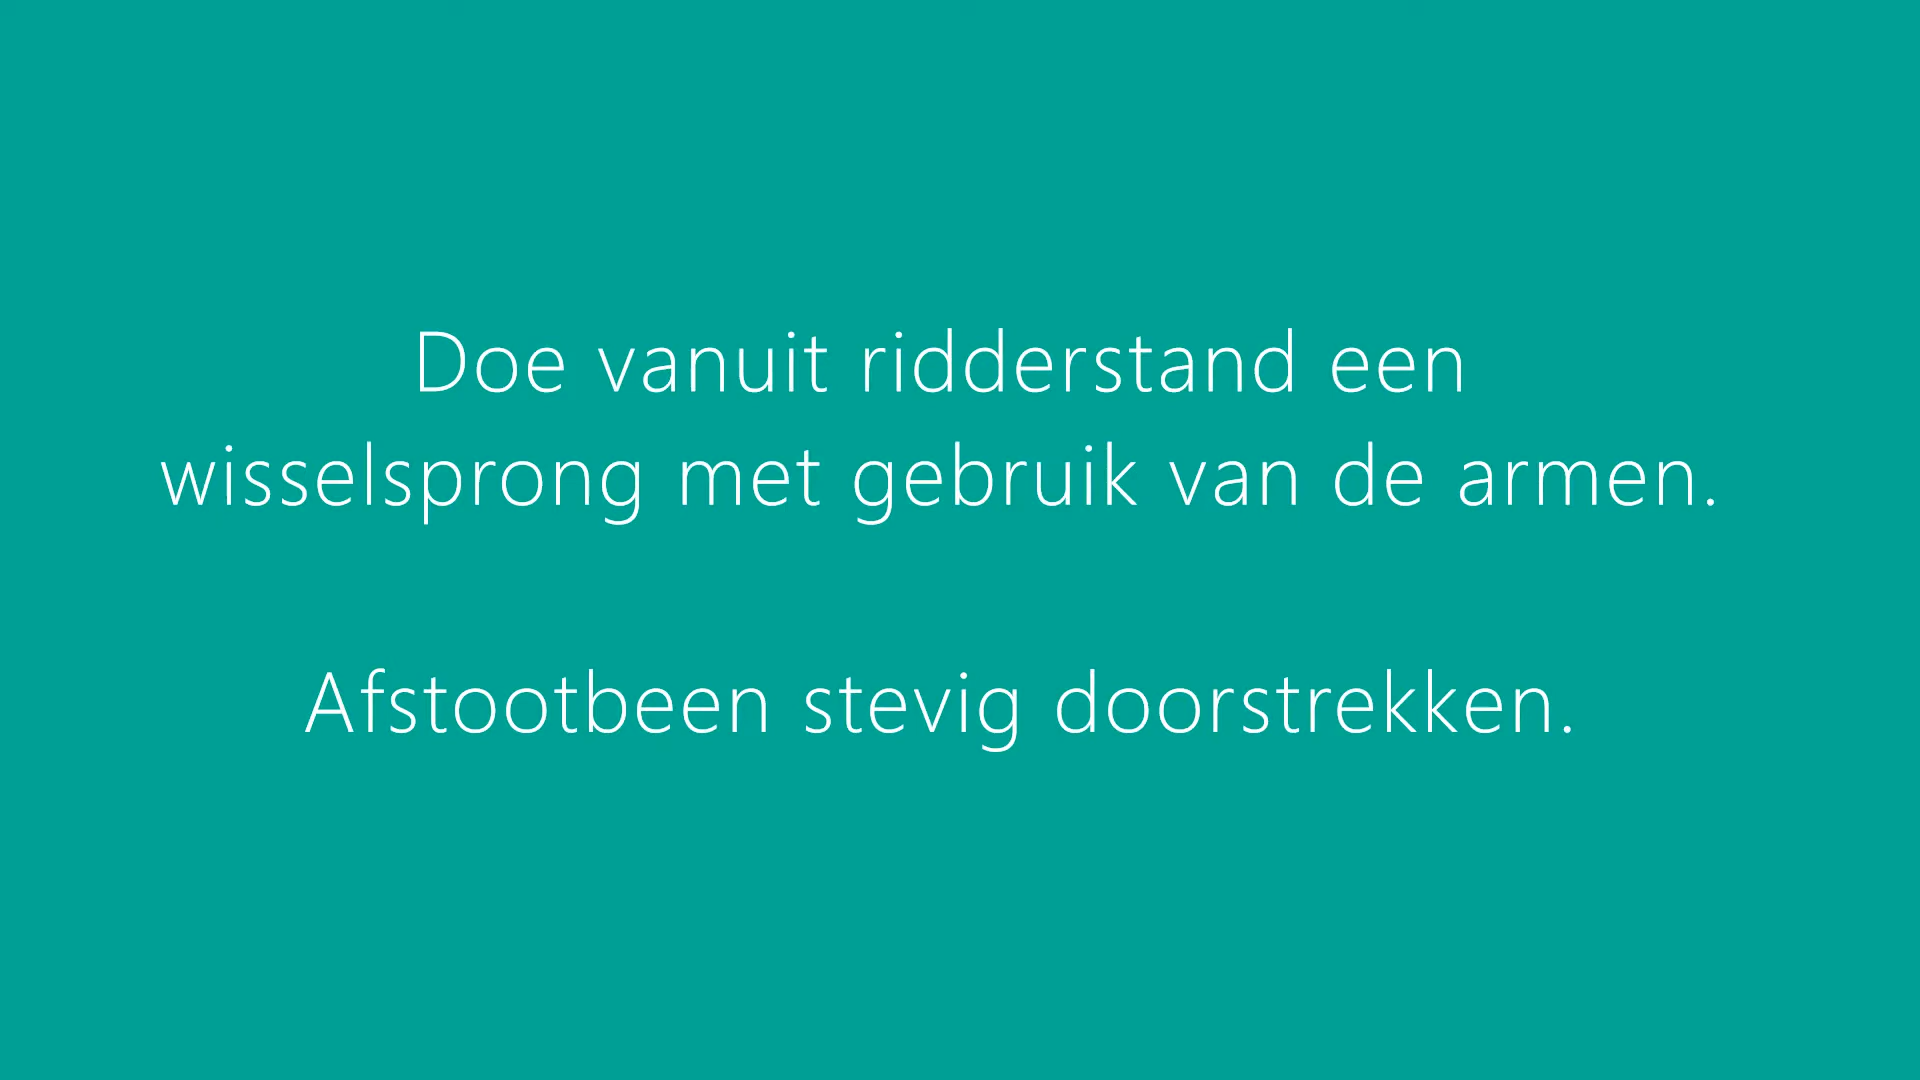 Doe vanuit ridderstand een
wisselsprong met gebruik van de armen.
Afstootbeen stevig doorstrekken.